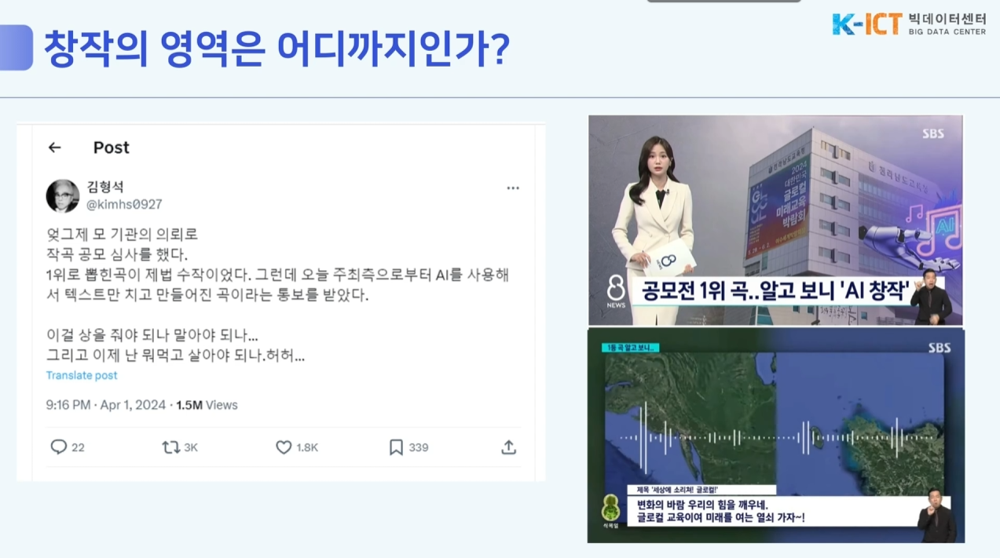 창작의 영역은 어디까지인가?
K-ICT 빅데이터센터
BIG DATA CENTER
Post
김형석
@kimhs0927
엊그제 모 기관의 의뢰로
작곡 공모 심사를 했다.
1위로 뽑힌곡이 제법 수작이었다. 그런데 오늘 주최측으로부터 AI를 사용해
서 텍스트만 치고 만들어진 곡이라는 통보를 받았다.
이걸 상을 줘야 되나 말아야 되나...
그리고 이제 난 뭐먹고 살아야 되나.허허...
Translate post
9:16 PM · Apr 1, 2024 · 1.5M Views
22
3K
1.8K
339
SBS
2024
대한민국
글로컬
미래교육
박람회
AI
8
NEWS
공모전 1위 곡..알고 보니 'AI 창작'
1등 곡 알고 보니..
SBS
제목 '세상에 소리쳐! 글로컬!'
변화의 바람 우리의 힘을 깨우네.
글로컬 교육이여 미래를 여는 열쇠 가자~!
8
식목일